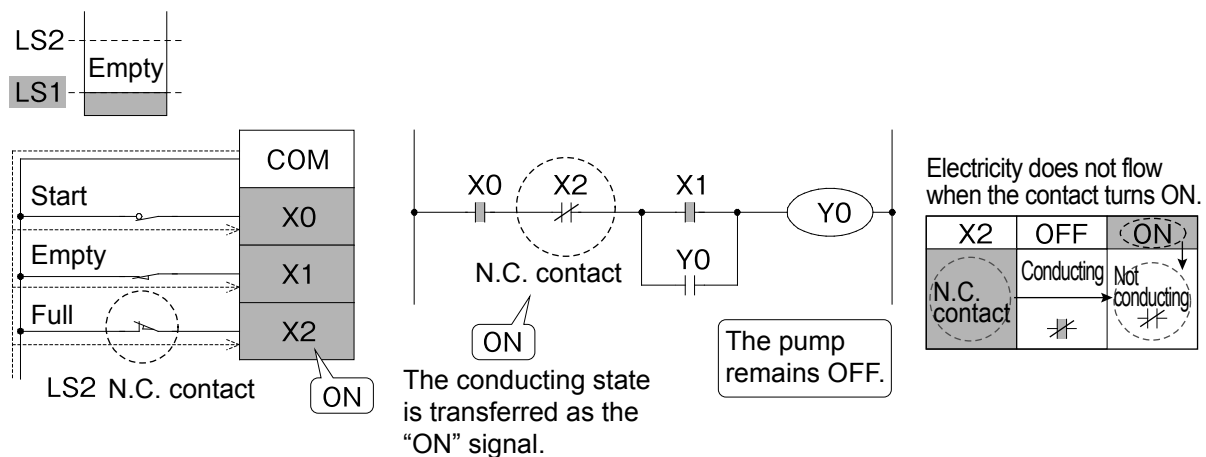 LS2
Empty
LS1
COM
Start
X0
Empty
X1
Full
X2
LS2 N.C. contact
ON
X0
X2
X1
Y0
Y0
N.C. contact
ON
The conducting state
is transferred as the
“ON” signal.
The pump
remains OFF.
Electricity does not flow
when the contact turns ON.
X2 OFF ON
N.C.
contact
Conducting
Not
conducting